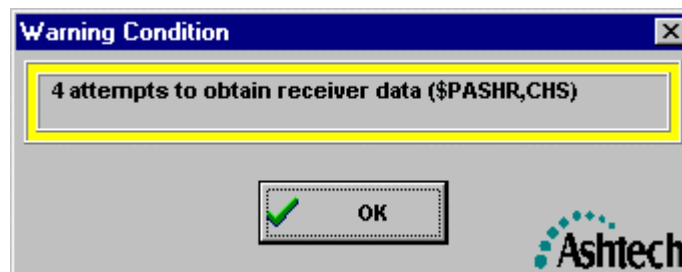 Warning Condition
4 attempts to obtain receiver data ($PASHR,CHS)
OK
Ashtech